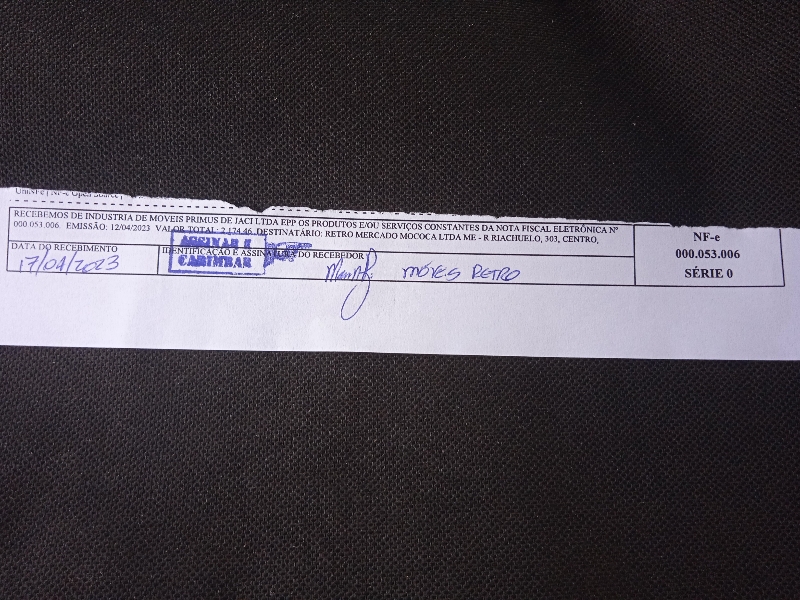 RECEBEMOS DE INDUSTRIA DE MOVEIS PRIMUS DE JACI LTDA EPP OS PRODUTOS E/OU SERVIÇOS CONSTANTES DA NOTA FISCAL ELETRÔNICA Nº
000.053.006 EMISSÃO: 12/04/2023 VALOR TOTAL: 2.174,46 DESTINATÁRIO: RETRO MERCADO MOCOCA LTDA ME - R RIACHUELO, 303, CENTRO,
DATA DO RECEBIMENTO
17/04/2023
IDENTIFICAÇÃO E ASSINATURA DO RECEBEDOR
ASSINAR E
CARIMBAR
MÓVES RETRO
NF-e
000.053.006
SÉRIE 0